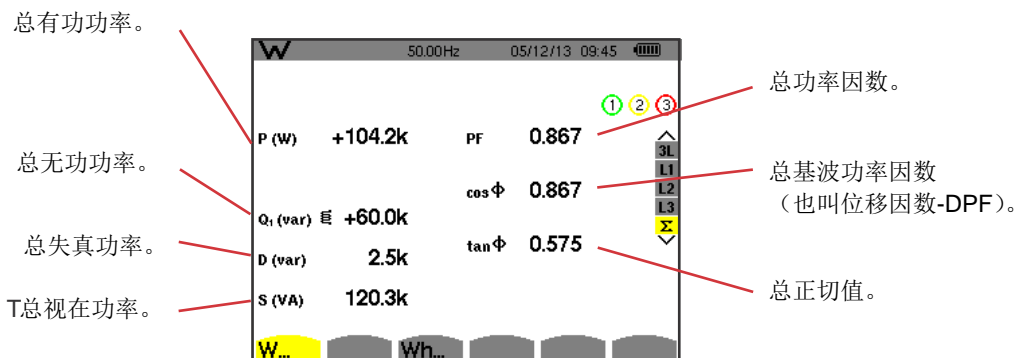 总有功功率。
W 50.00Hz 05/12/13 09:45
总功率因数。
1 2 3
P (W) +104.2k PF 0.867
3L
L1
L2
L3
Σ
总无功功率。
总基波功率因数
（也叫位移因数-DPF）。
cosΦ 0.867
Q₁ (var) +60.0k
总失真功率。
D (var) 2.5k tanΦ 0.575
总正切值。
T总视在功率。
S (VA) 120.3k
W... Wh...